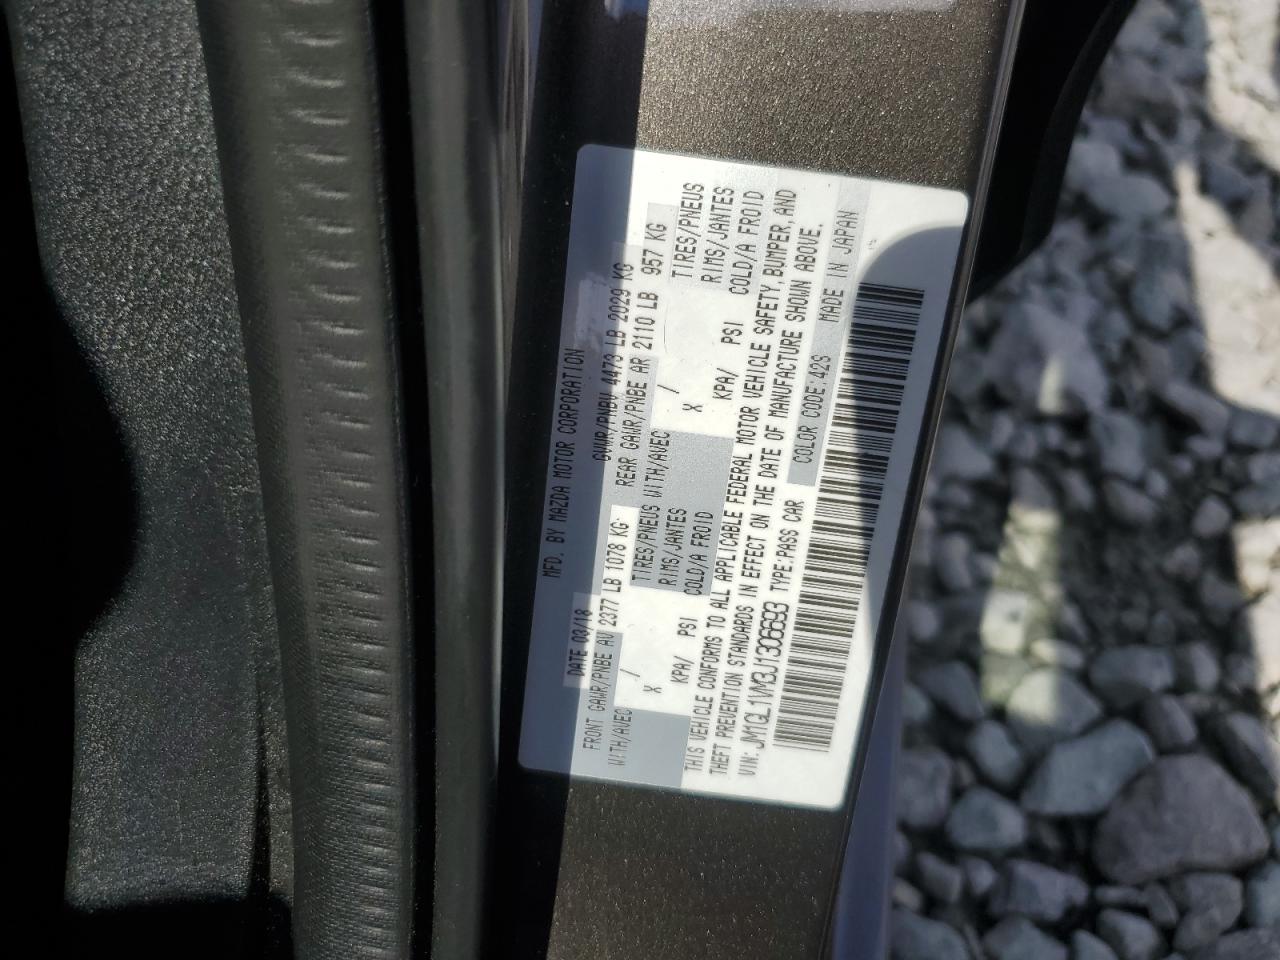 MFD. BY MAZDA MOTOR CORPORATION
DATE 03/18 GVWR/PNBV 4473 LB 2029 KG
FRONT GAWR/PNBE AV 2377 LB 1078 KG REAR GAWR/PNBE AR 2110 LB 957 KG
WITH/AVEC / TIRES/PNEUS WITH/AVEC / TIRES/PNEUS
X RIMS/JANTES X RIMS/JANTES
KPA/ PSI COLD/A FROID KPA/ PSI COLD/A FROID
THIS VEHICLE CONFORMS TO ALL APPLICABLE FEDERAL MOTOR VEHICLE SAFETY, BUMPER, AND
THEFT PREVENTION STANDARDS IN EFFECT ON THE DATE OF MANUFACTURE SHOWN ABOVE.
VIN: JM1GL1VM3J1306693 TYPE:PASS CAR COLOR CODE:42S MADE IN JAPAN